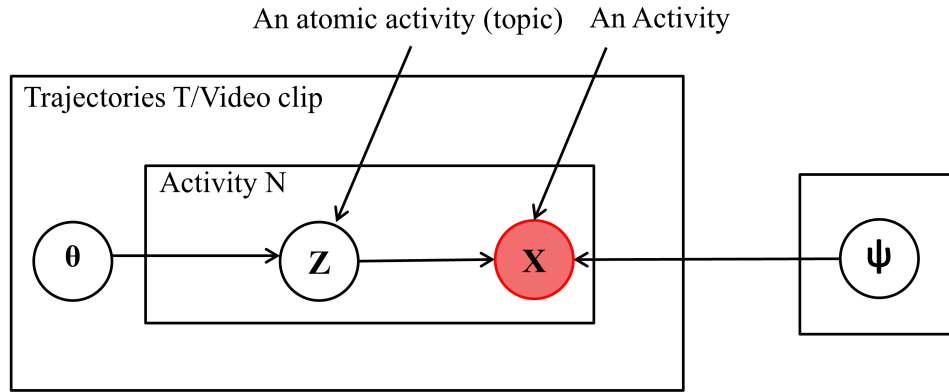 An atomic activity (topic)
An Activity
Trajectories T/Video clip
Activity N
θ
Z
X
ψ